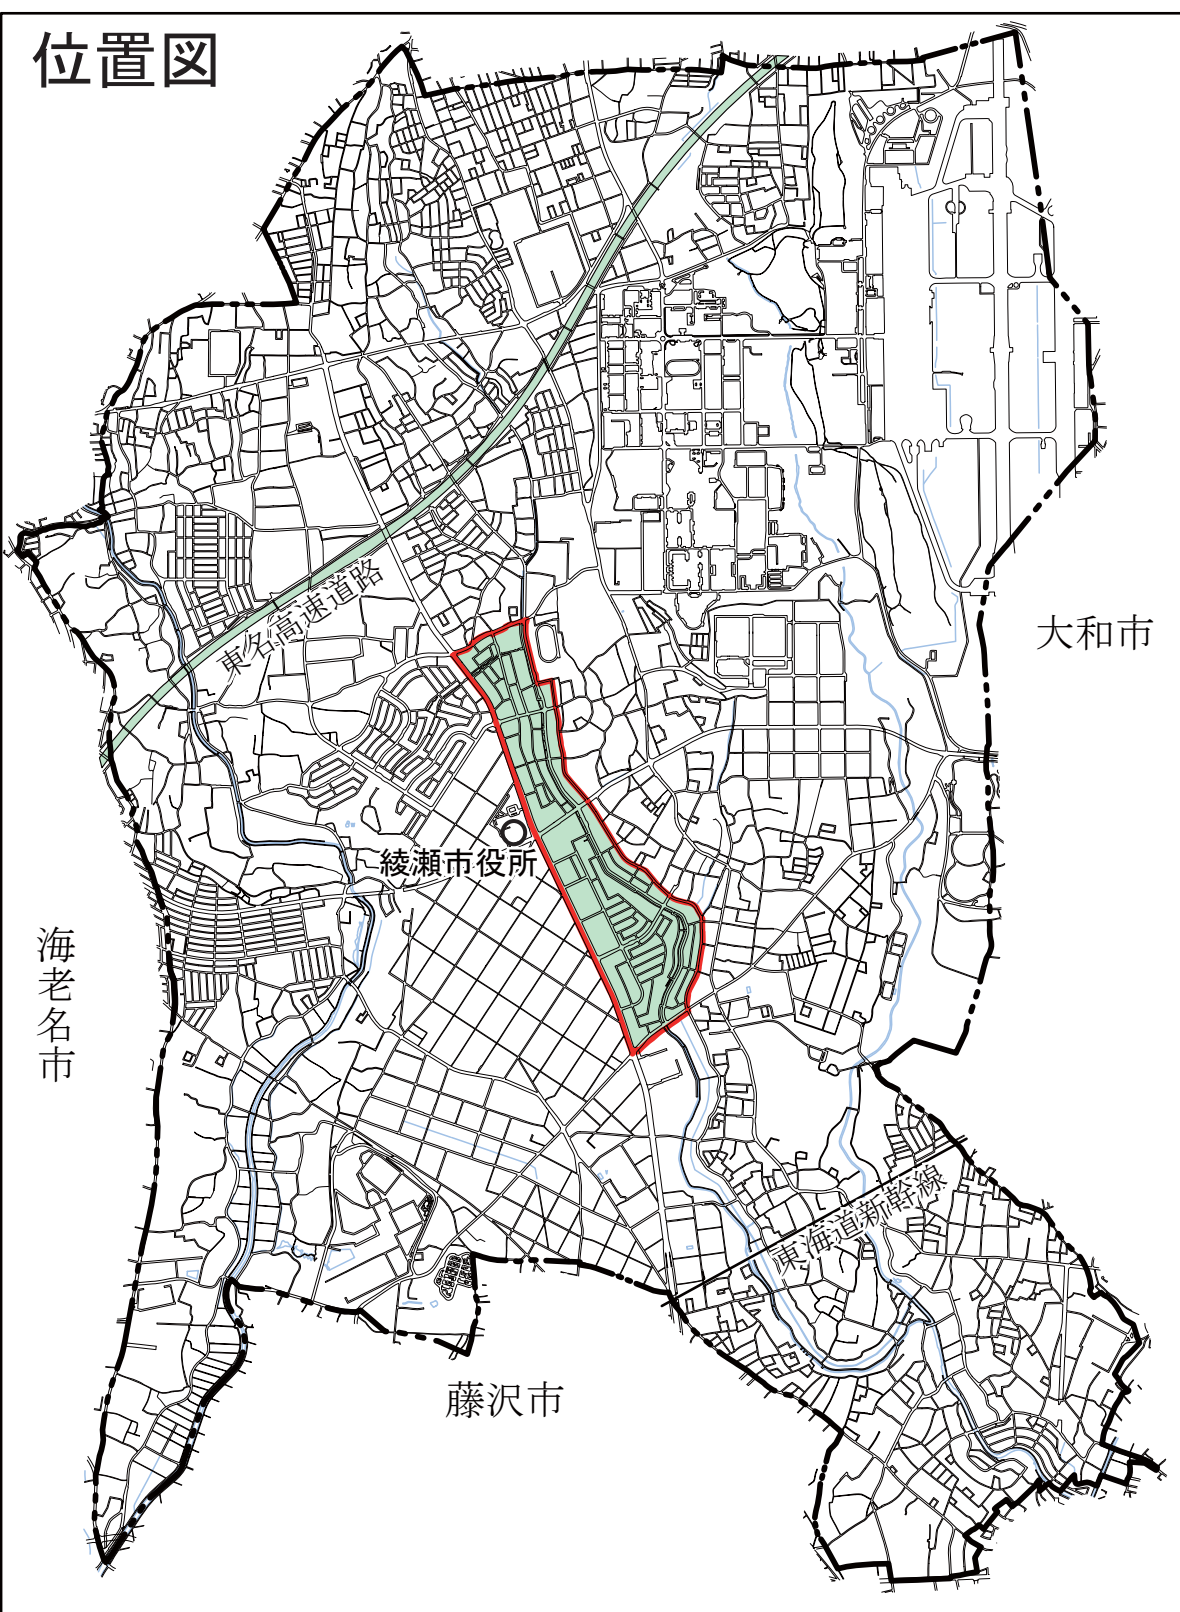 位置図
東名高速道路
大和市
綾瀬市役所
海老名市
東海道新幹線
藤沢市